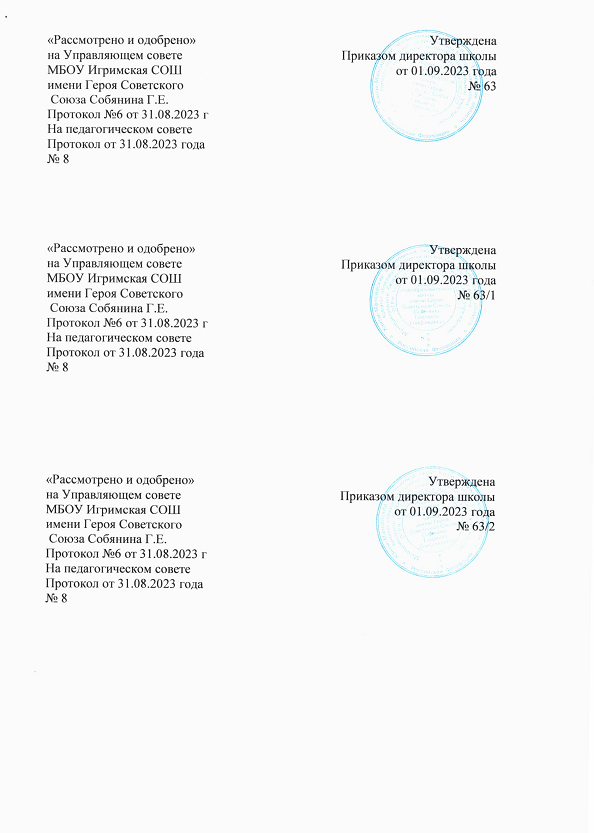 «Рассмотрено и одобрено»
на Управляющем совете
МБОУ Игримская СОШ
имени Героя Советского
Союза Собянина Г.Е.
Протокол №6 от 31.08.2023 г
На педагогическом совете
Протокол от 31.08.2023 года
№ 8
Утверждена
Приказом директора школы
от 01.09.2023 года
№ 63
«Рассмотрено и одобрено»
на Управляющем совете
МБОУ Игримская СОШ
имени Героя Советского
Союза Собянина Г.Е.
Протокол №6 от 31.08.2023 г
На педагогическом совете
Протокол от 31.08.2023 года
№ 8
Утверждена
Приказом директора школы
от 01.09.2023 года
№ 63/1
«Рассмотрено и одобрено»
на Управляющем совете
МБОУ Игримская СОШ
имени Героя Советского
Союза Собянина Г.Е.
Протокол №6 от 31.08.2023 г
На педагогическом совете
Протокол от 31.08.2023 года
№ 8
Утверждена
Приказом директора школы
от 01.09.2023 года
№ 63/2